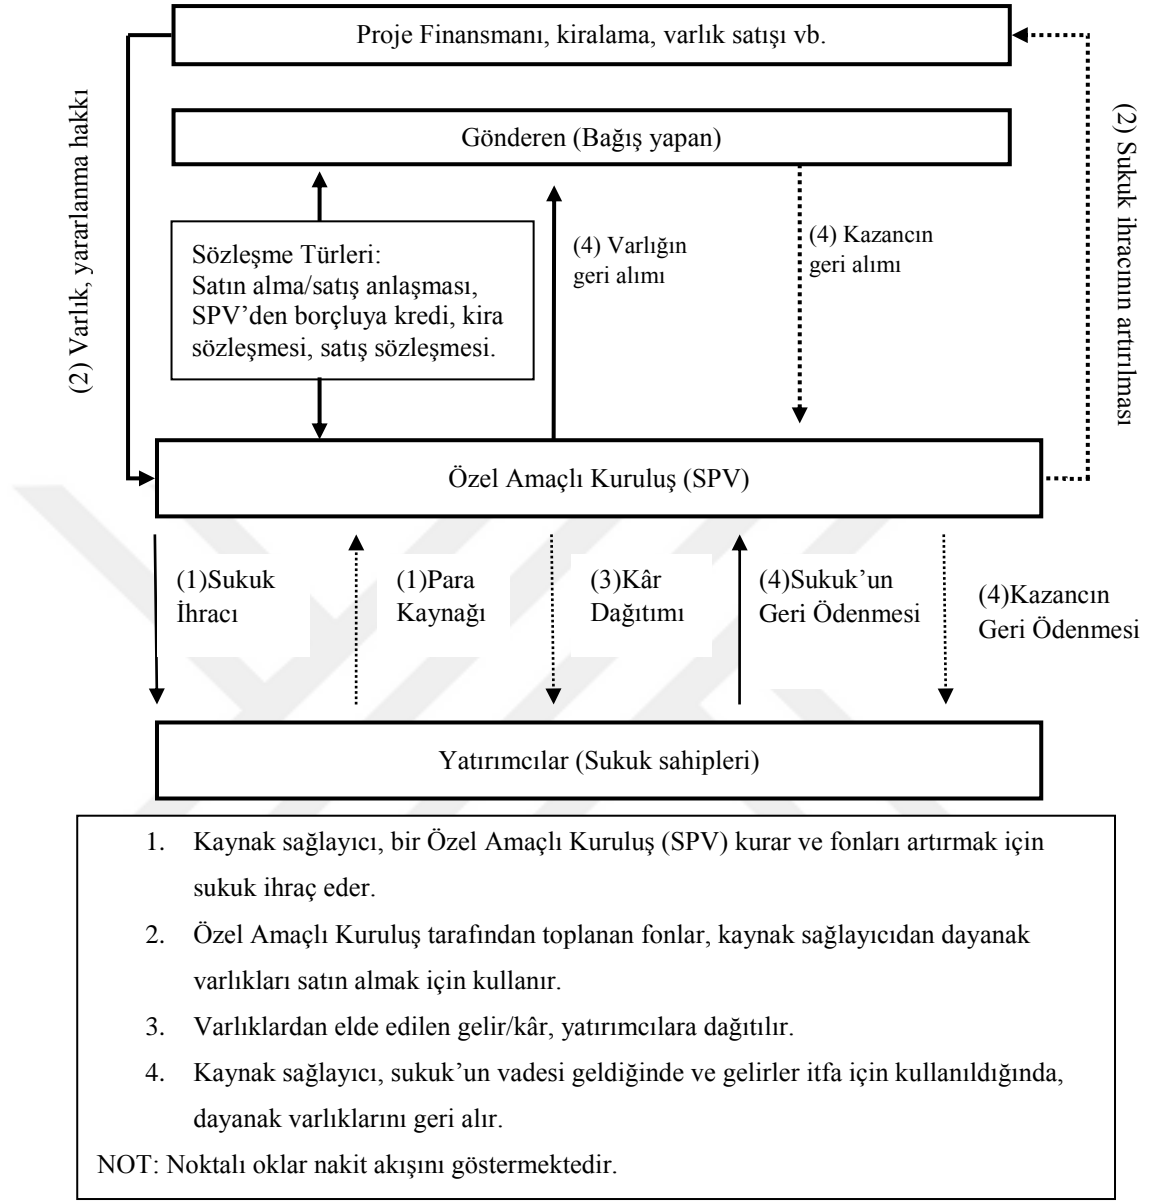 Proje Finansmanı, kiralama, varlık satışı vb.
Gönderen (Bağış yapan)
(2) Varlık, yararlanma hakkı
(2) Sukuk ihracının artırılması
Sözleşme Türleri:
Satın alma/satış anlaşması,
SPV’den borçluya kredi, kira
sözleşmesi, satış sözleşmesi.
(4) Varlığın
geri alımı
(4) Kazancın
geri alımı
Özel Amaçlı Kuruluş (SPV)
(1)Sukuk
İhracı
(1)Para
Kaynağı
(3)Kâr
Dağıtımı
(4)Sukuk’un
Geri Ödenmesi
(4)Kazancın
Geri Ödenmesi
Yatırımcılar (Sukuk sahipleri)
1. Kaynak sağlayıcı, bir Özel Amaçlı Kuruluş (SPV) kurar ve fonları artırmak için
sukuk ihraç eder.
2. Özel Amaçlı Kuruluş tarafından toplanan fonlar, kaynak sağlayıcıdan dayanak
varlıkları satın almak için kullanır.
3. Varlıklardan elde edilen gelir/kâr, yatırımcılara dağıtılır.
4. Kaynak sağlayıcı, sukuk’un vadesi geldiğinde ve gelirler itfa için kullanıldığında,
dayanak varlıklarını geri alır.
NOT: Noktalı oklar nakit akışını göstermektedir.